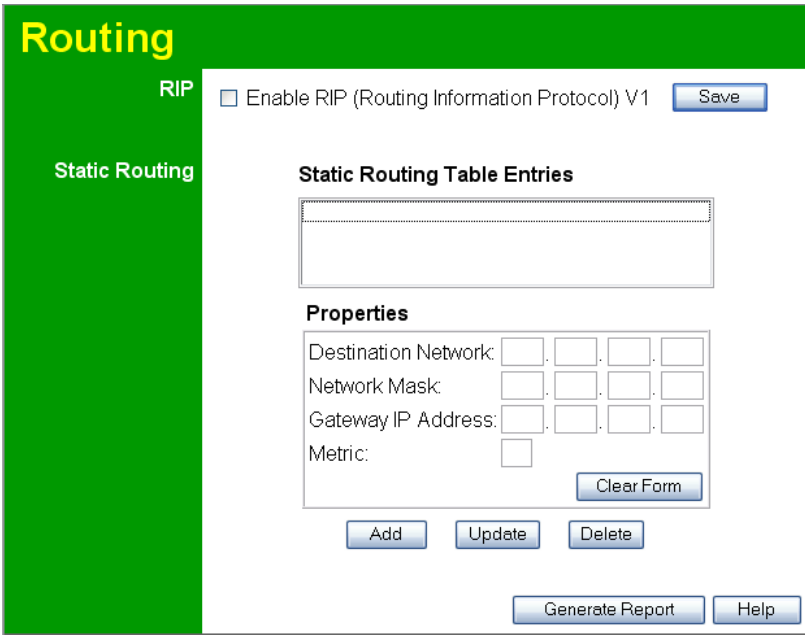 Routing
RIP
Enable RIP (Routing Information Protocol) V1
Save
Static Routing
Static Routing Table Entries
Properties
Destination Network: . . .
Network Mask: . . .
Gateway IP Address: . . .
Metric:
Clear Form
Add Update Delete
Generate Report Help